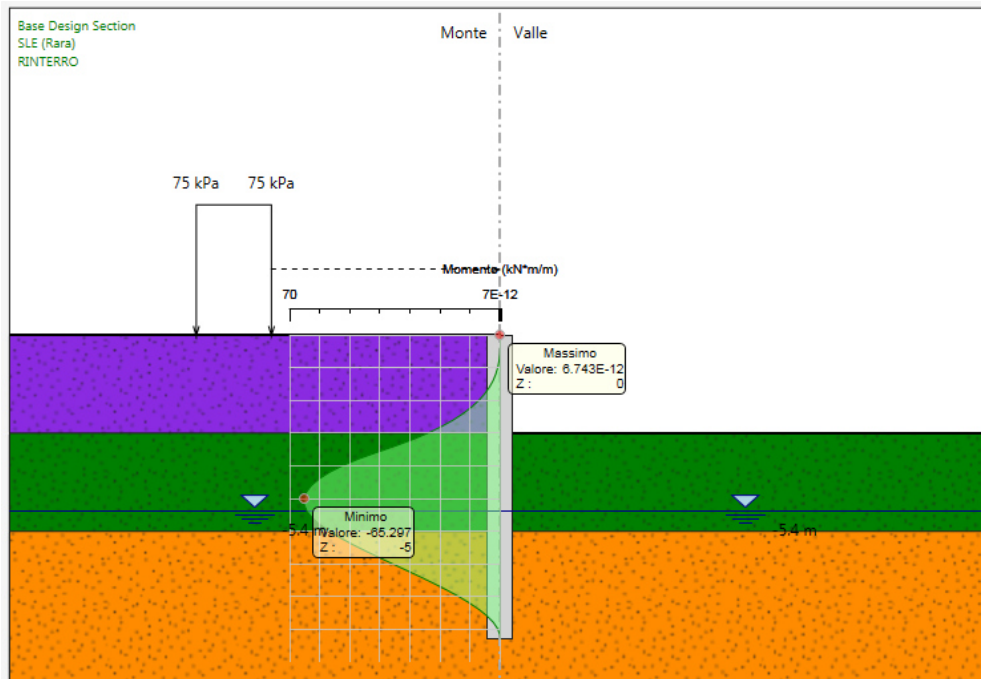 Base Design Section
SLE (Rara)
RINTERRO
Monte
Valle
75 kPa
75 kPa
Momento (kN*m/m)
70
7E-12
Massimo
Valore: 6.743E-12
Z : 0
Minimo
Valore: -65.297
Z : -5
-5.4 m
-5.4 m